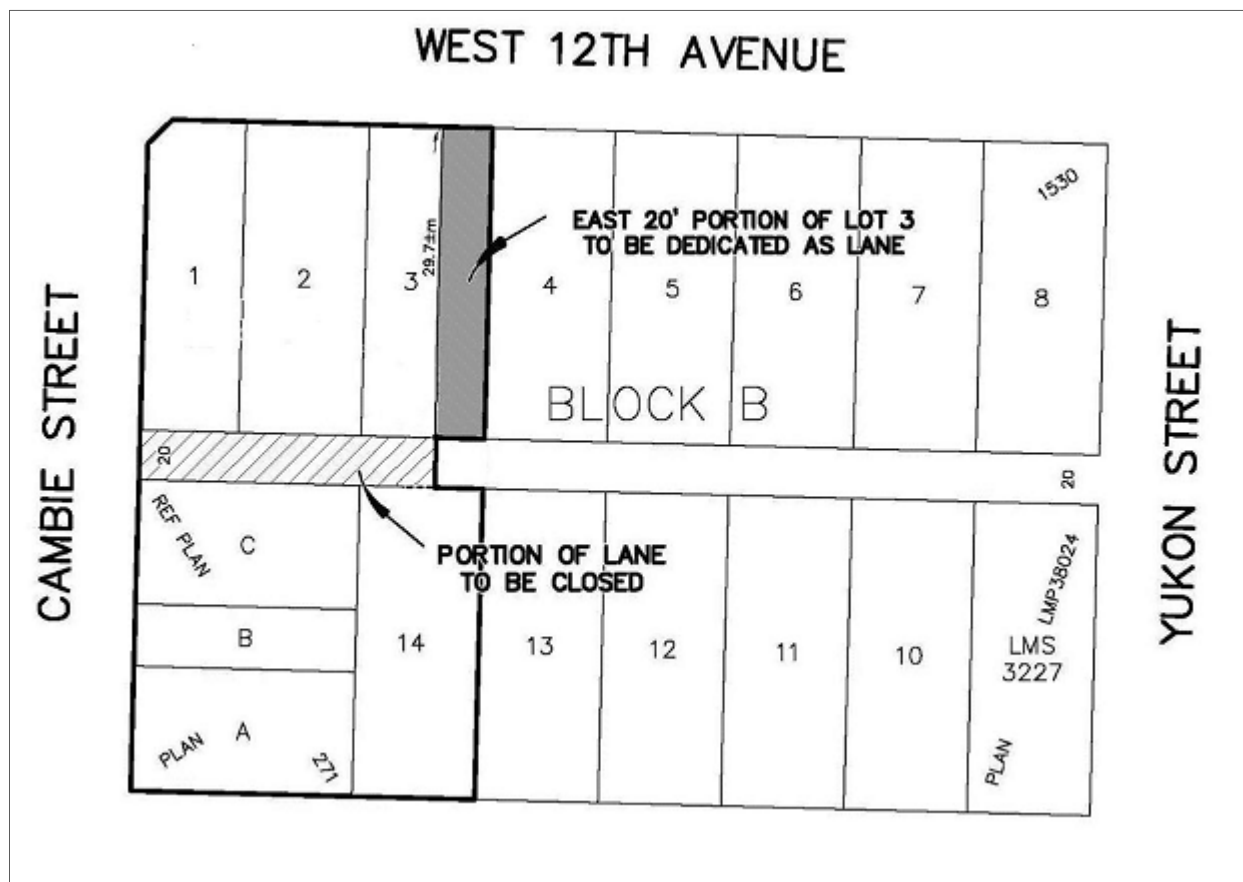 WEST 12TH AVENUE
1530
EAST 20' PORTION OF LOT 3
TO BE DEDICATED AS LANE
29.7±m
1
2
3
4
5
6
7
8
CAMBIE STREET
YUKON STREET
BLOCK B
20
20
REF PLAN
C
PORTION OF LANE
TO BE CLOSED
LMP38024
B
14
13
12
11
10
LMS
3227
A
PLAN
271
PLAN